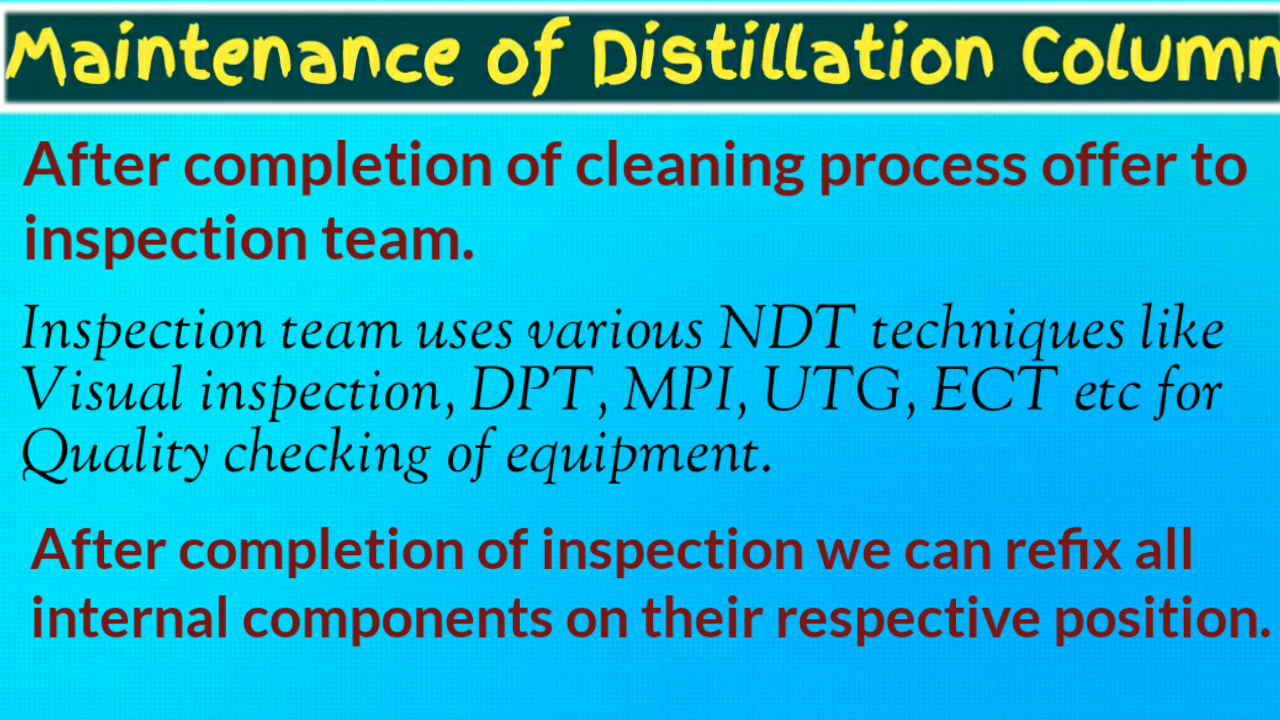 Maintenance of Distillation Column
After completion of cleaning process offer to
inspection team.
Inspection team uses various NDT techniques like
Visual inspection, DPT, MPI, UTG, ECT etc for
Quality checking of equipment.
After completion of inspection we can refix all
internal components on their respective position.